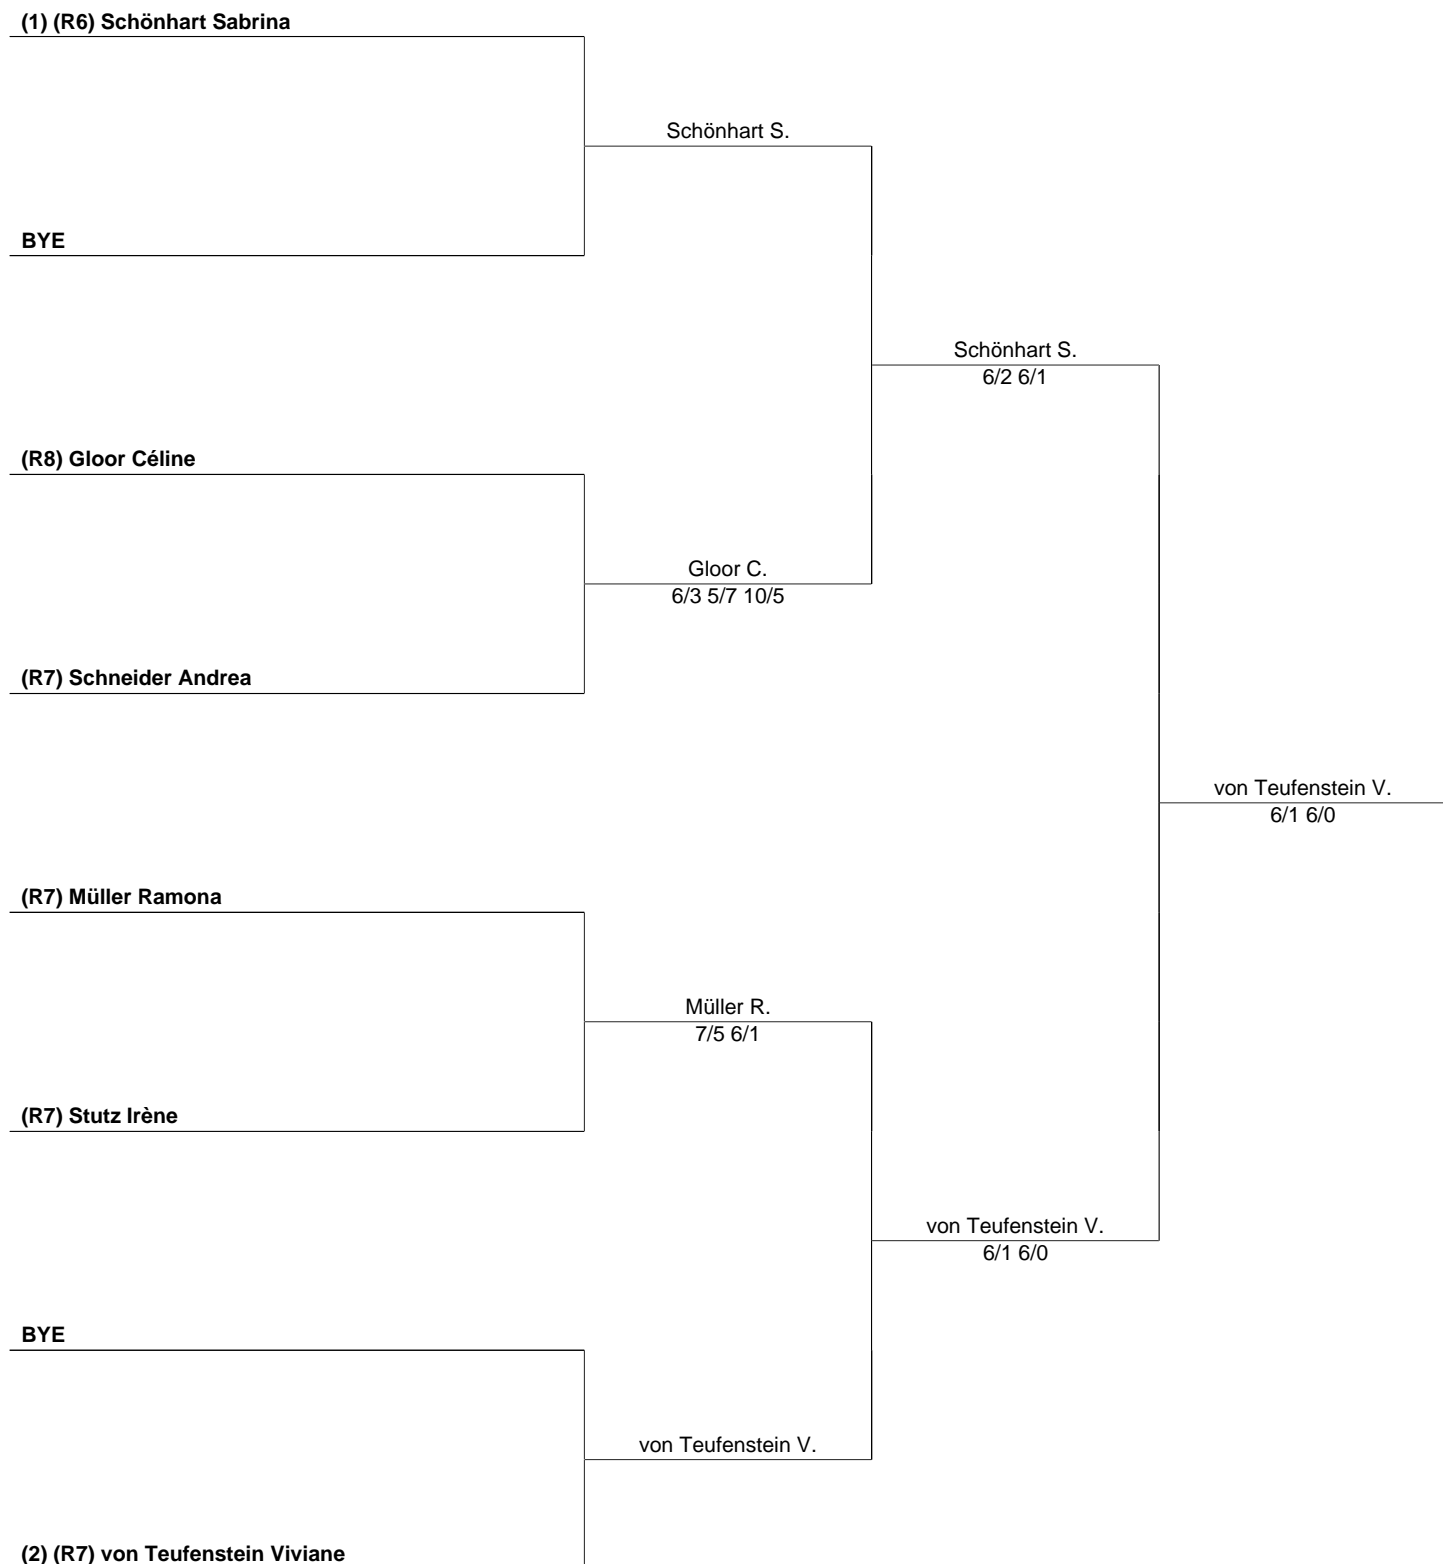 (1) (R6) Schönhart Sabrina
Schönhart S.
BYE
Schönhart S.
6/2 6/1
(R8) Gloor Céline
Gloor C.
6/3 5/7 10/5
(R7) Schneider Andrea
von Teufenstein V.
6/1 6/0
(R7) Müller Ramona
Müller R.
7/5 6/1
(R7) Stutz Irène
von Teufenstein V.
6/1 6/0
BYE
von Teufenstein V.
(2) (R7) von Teufenstein Viviane